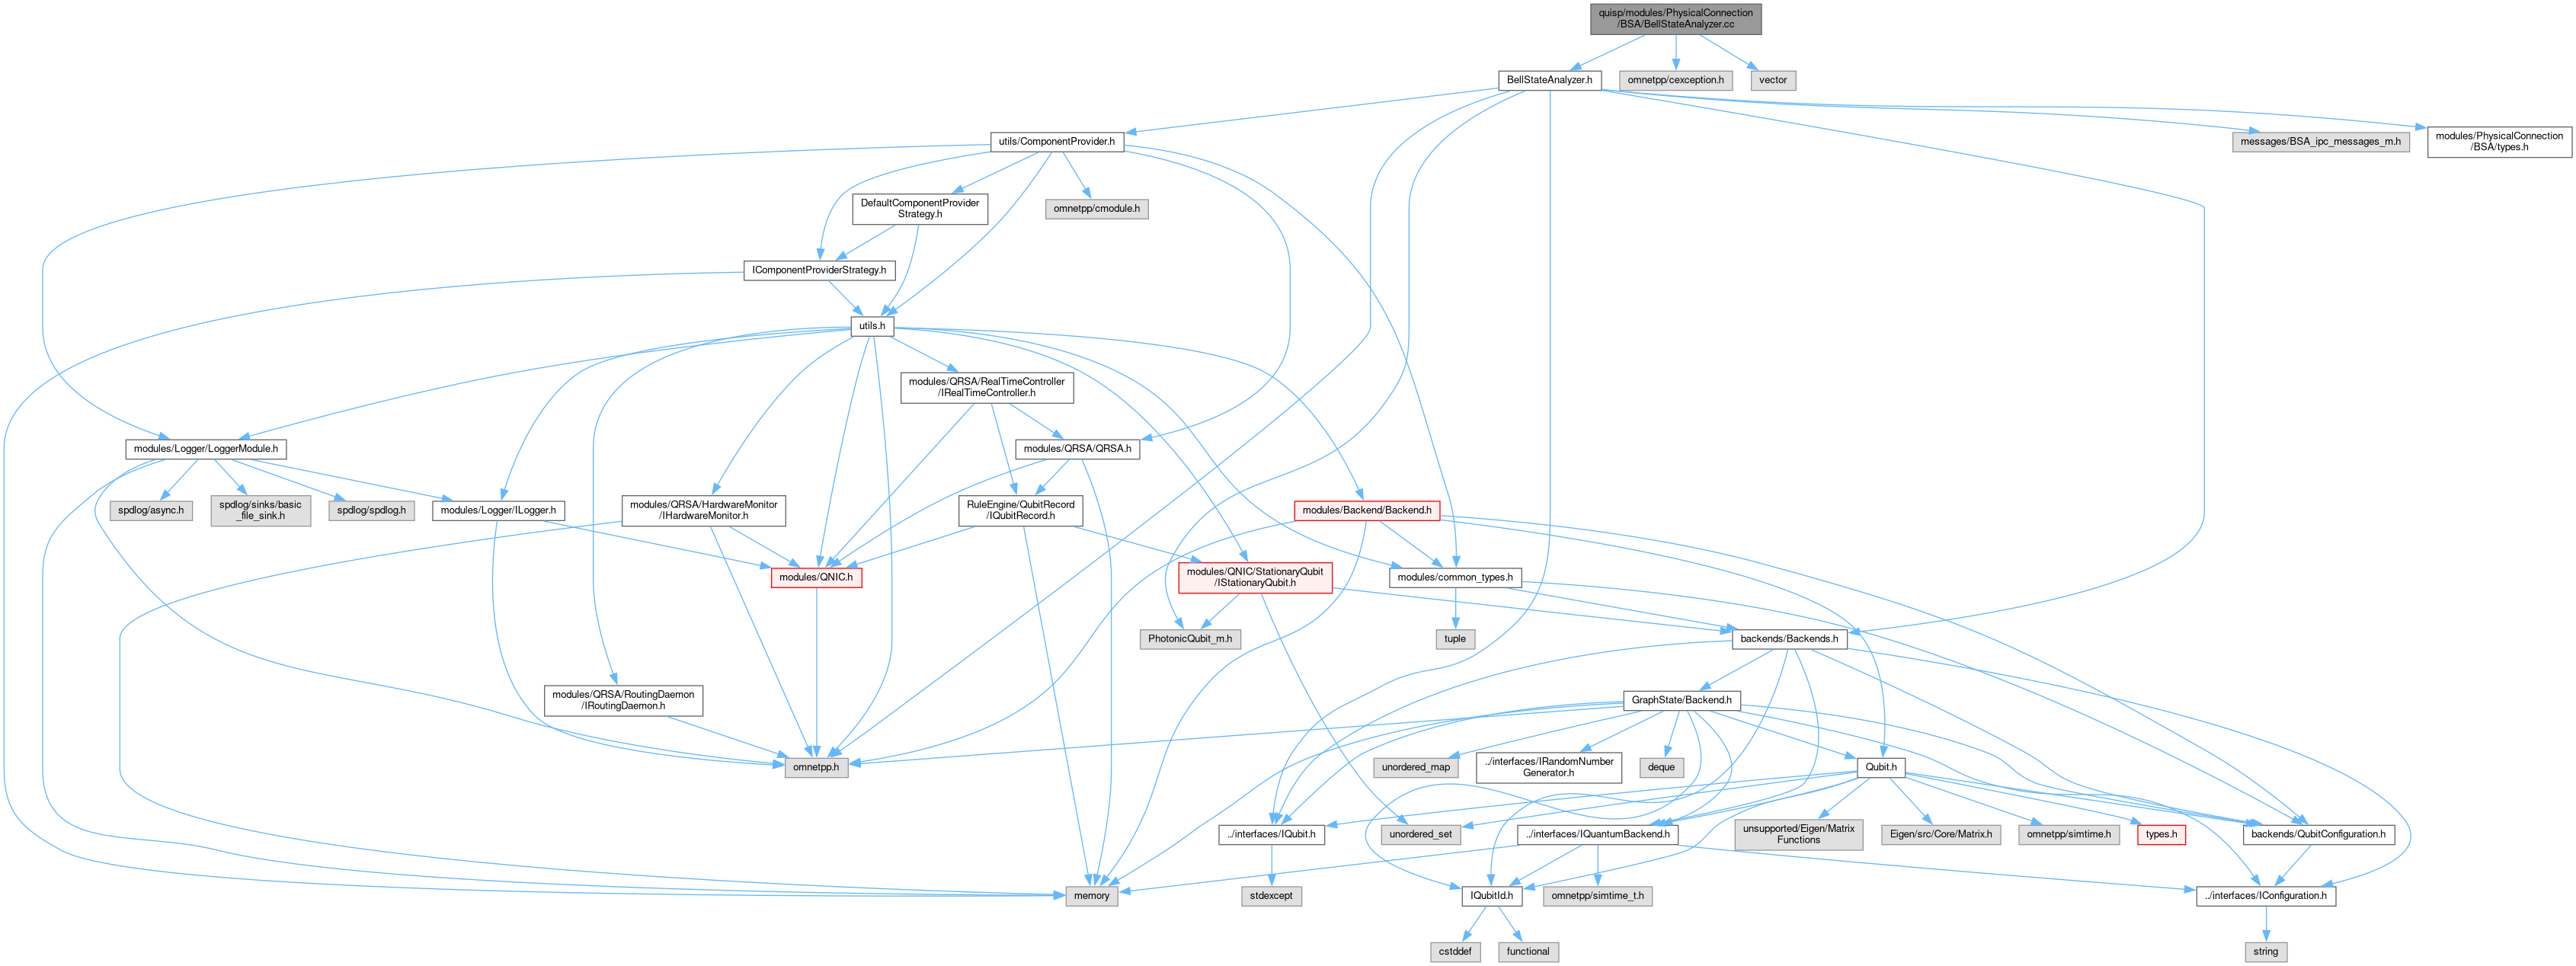 quisp/modules/PhysicalConnection
/BSA/BellStateAnalyzer.cc
BellStateAnalyzer.h
omnetpp/cexception.h
vector
utils/ComponentProvider.h
messages/BSA_ipc_messages_m.h
modules/PhysicalConnection
/BSA/types.h
DefaultComponentProvider
Strategy.h
omnetpp/cmodule.h
IComponentProviderStrategy.h
utils.h
modules/QRSA/RealTimeController
/IRealTimeController.h
modules/Logger/LoggerModule.h
modules/QRSA/QRSA.h
spdlog/async.h
spdlog/sinks/basic
_file_sink.h
spdlog/spdlog.h
modules/Logger/ILogger.h
modules/QRSA/HardwareMonitor
/IHardwareMonitor.h
RuleEngine/QubitRecord
/IQubitRecord.h
modules/Backend/Backend.h
modules/QNIC.h
modules/QNIC/StationaryQubit
/IStationaryQubit.h
modules/common_types.h
PhotonicQubit_m.h
tuple
backends/Backends.h
modules/QRSA/RoutingDaemon
/IRoutingDaemon.h
GraphState/Backend.h
omnetpp.h
unordered_map
../interfaces/IRandomNumber
Generator.h
deque
Qubit.h
../interfaces/IQubit.h
unordered_set
../interfaces/IQuantumBackend.h
unsupported/Eigen/Matrix
Functions
Eigen/src/Core/Matrix.h
omnetpp/simtime.h
types.h
backends/QubitConfiguration.h
memory
stdexcept
IQubitId.h
omnetpp/simtime_t.h
../interfaces/IConfiguration.h
cstddef
functional
string